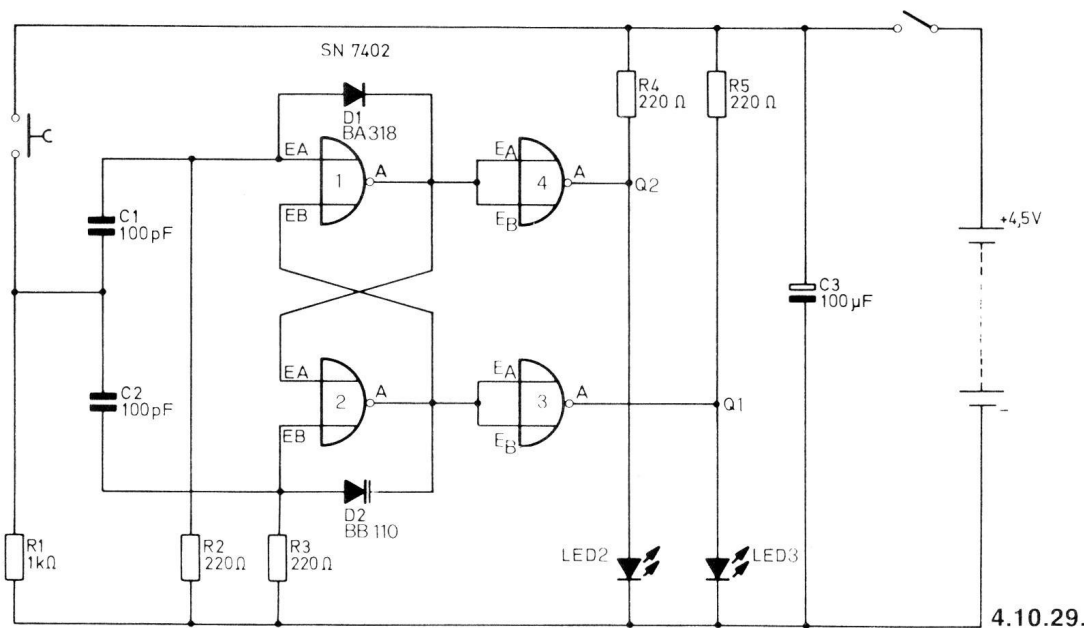 SN 7402
D1
BA318
EA
EB
1
A
EA
EB
4
A
Q2
R4
220 Ω
R5
220 Ω
C1
100pF
C2
100pF
C3
100µF
+4,5V
–
EA
EB
2
A
EA
EB
3
A
Q1
D2
BB 110
R1
1kΩ
R2
220Ω
R3
220Ω
LED2
LED3
4.10.29.